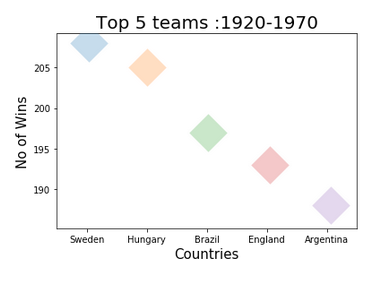 Top 5 teams :1920-1970
No of Wins
205
200
195
190
Sweden Hungary Brazil England Argentina
Countries